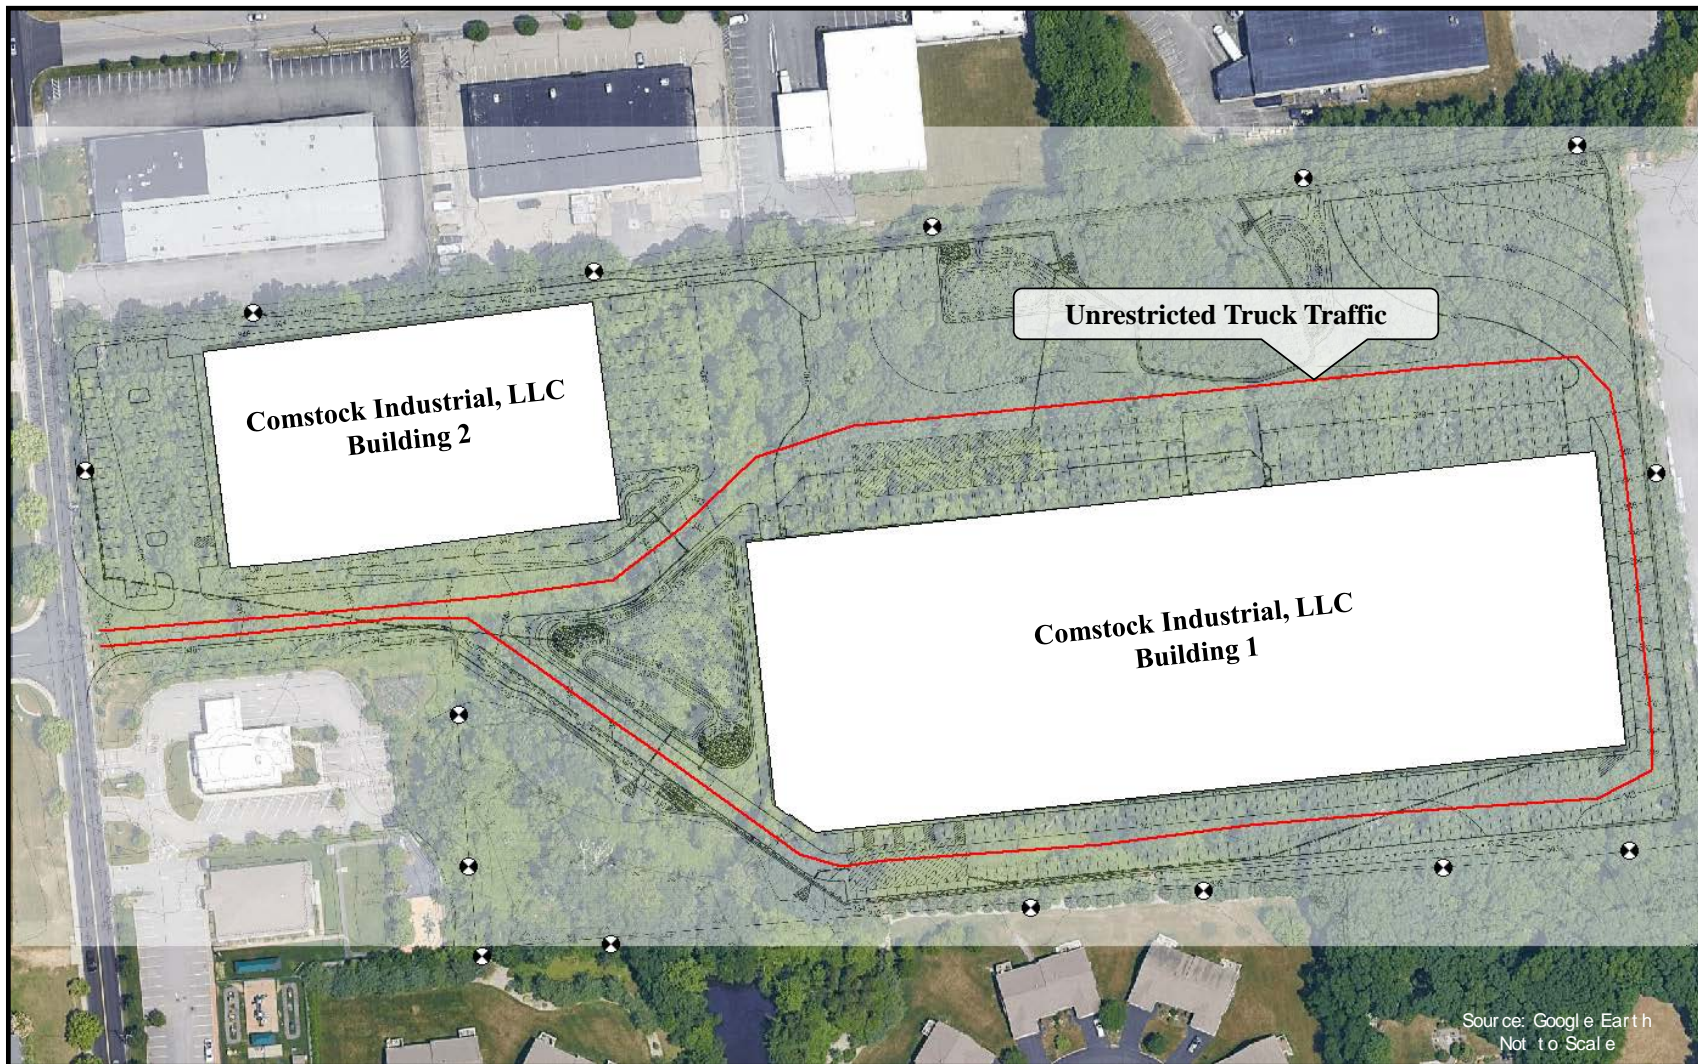 Unrestricted Truck Traffic
Comstock Industrial, LLC
Building 2
Comstock Industrial, LLC
Building 1
Source: Google Earth
Not to Scale